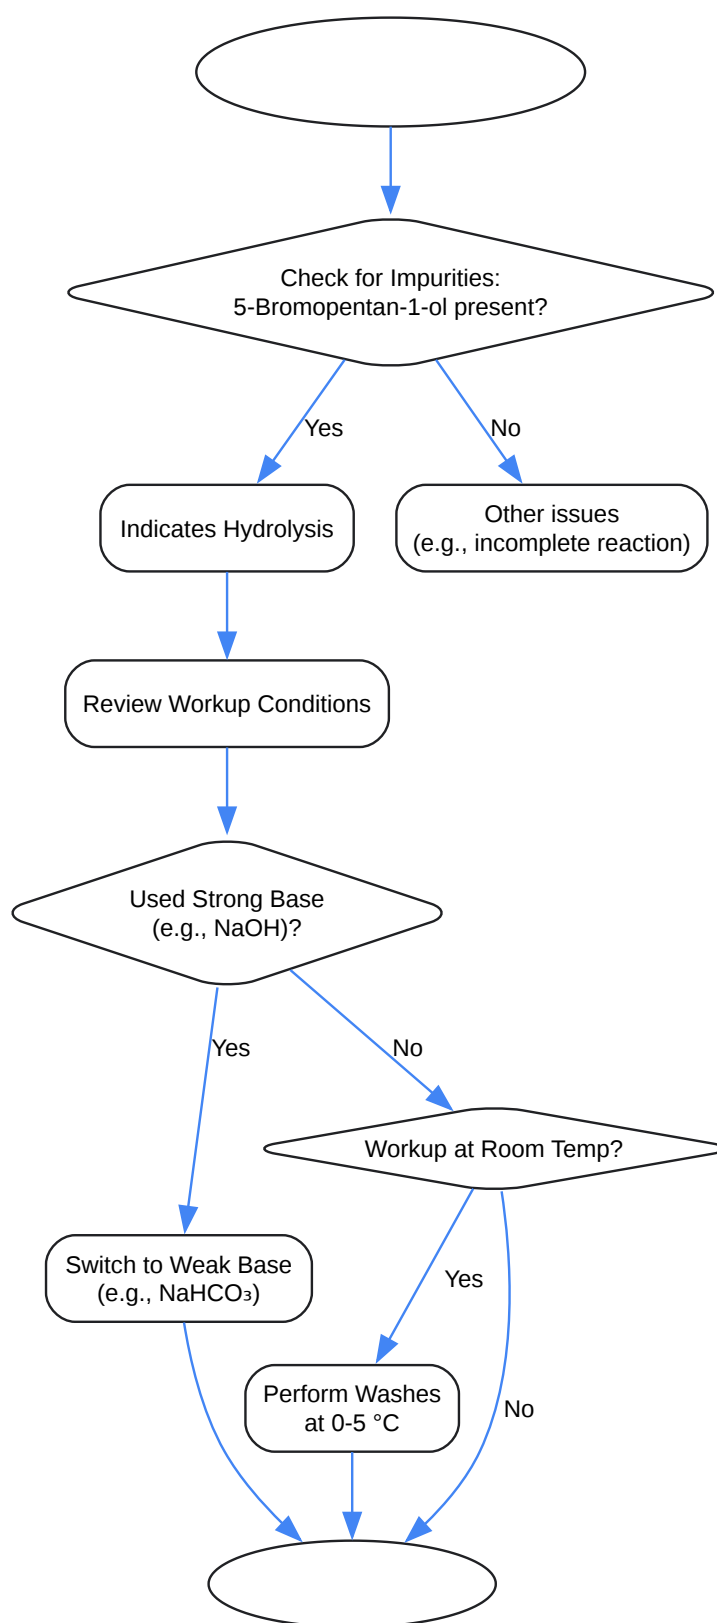 Check for Impurities:
5-Bromopentan-1-ol present?
Yes
No
Indicates Hydrolysis
Other issues
(e.g., incomplete reaction)
Review Workup Conditions
Used Strong Base
(e.g., NaOH)?
Yes
No
Workup at Room Temp?
Switch to Weak Base
(e.g., NaHCO₃)
Yes
Perform Washes
at 0-5 °C
No